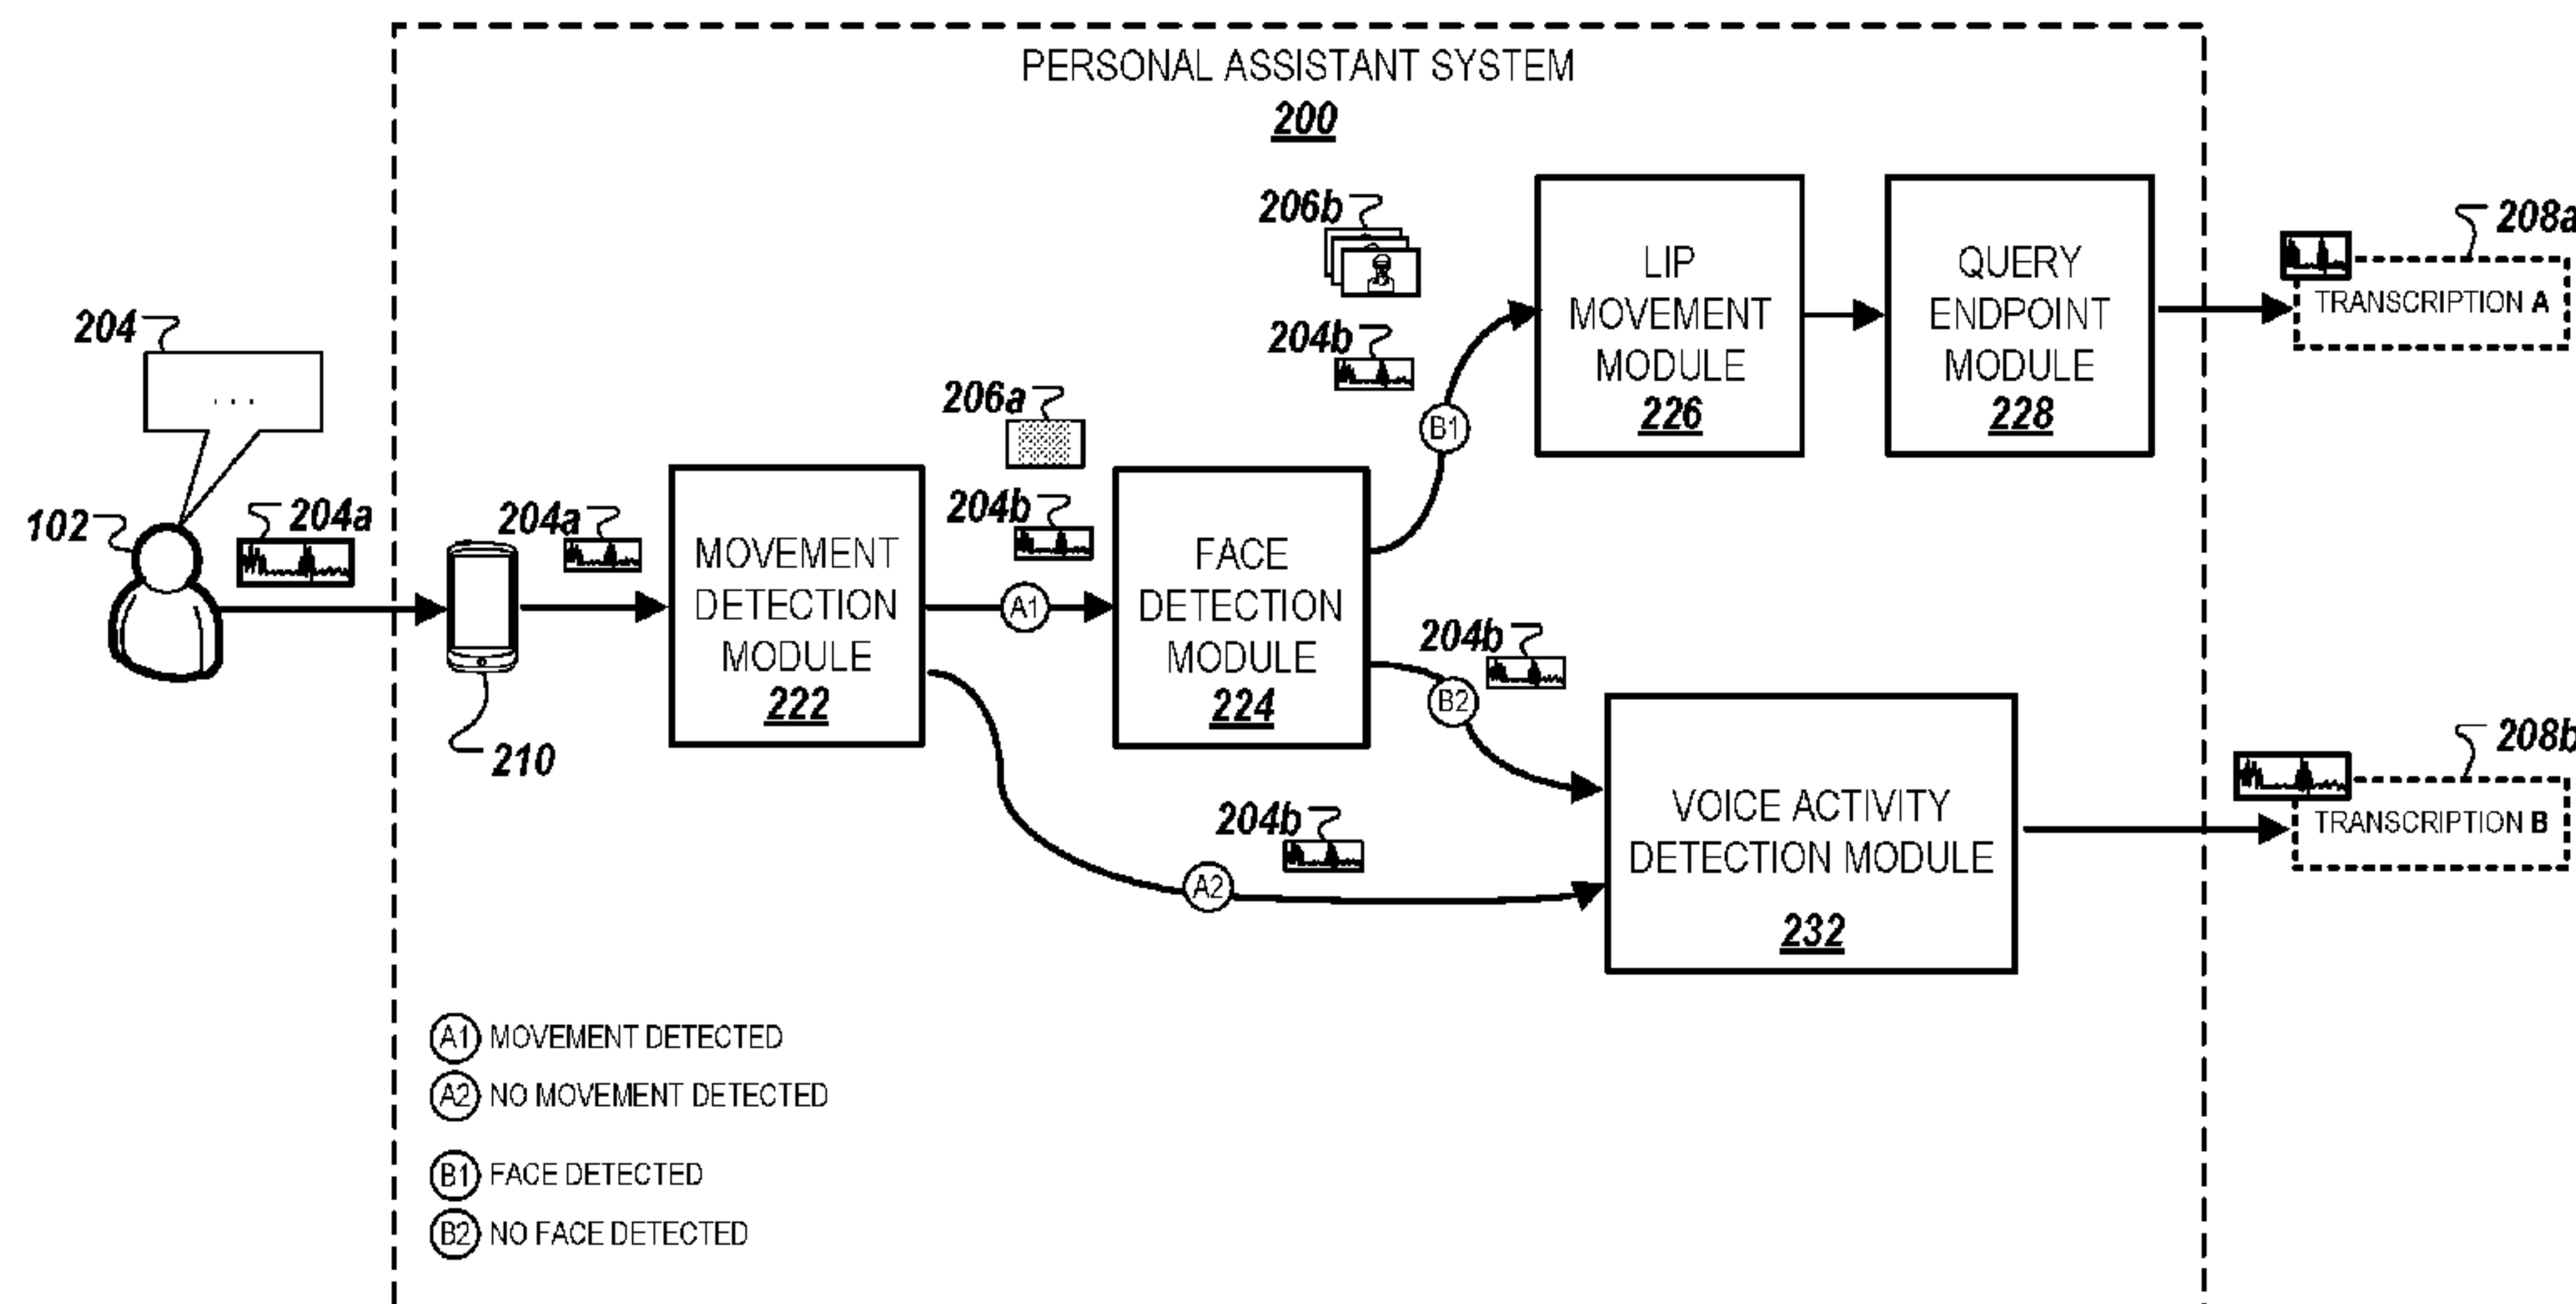 PERSONAL ASSISTANT SYSTEM
200
206b
204b
B1
LIP
MOVEMENT
MODULE
226
QUERY
ENDPOINT
MODULE
228
208a
TRANSCRIPTION A
204
...
102
204a
204a
210
MOVEMENT
DETECTION
MODULE
222
206a
204b
A1
FACE
DETECTION
MODULE
224
204b
B2
204b
A2
VOICE ACTIVITY
DETECTION MODULE
232
208b
TRANSCRIPTION B
A1 MOVEMENT DETECTED
A2 NO MOVEMENT DETECTED
B1 FACE DETECTED
B2 NO FACE DETECTED